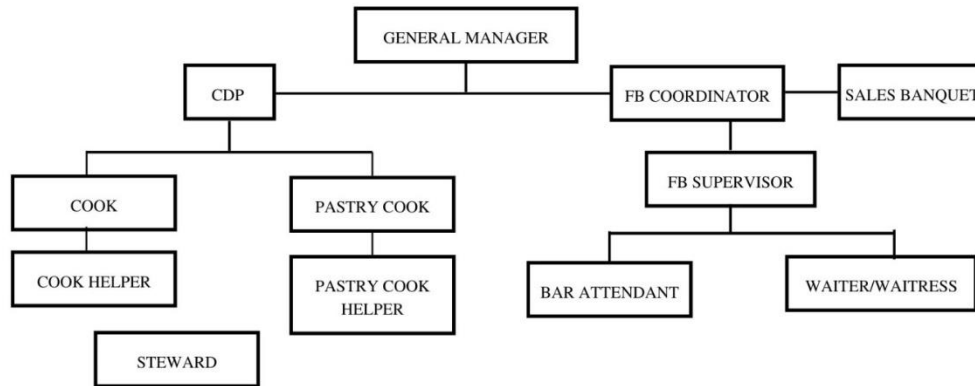 GENERAL MANAGER
CDP
FB COORDINATOR
SALES BANQUET
COOK
PASTRY COOK
FB SUPERVISOR
COOK HELPER
PASTRY COOK
HELPER
BAR ATTENDANT
WAITER/WAITRESS
STEWARD